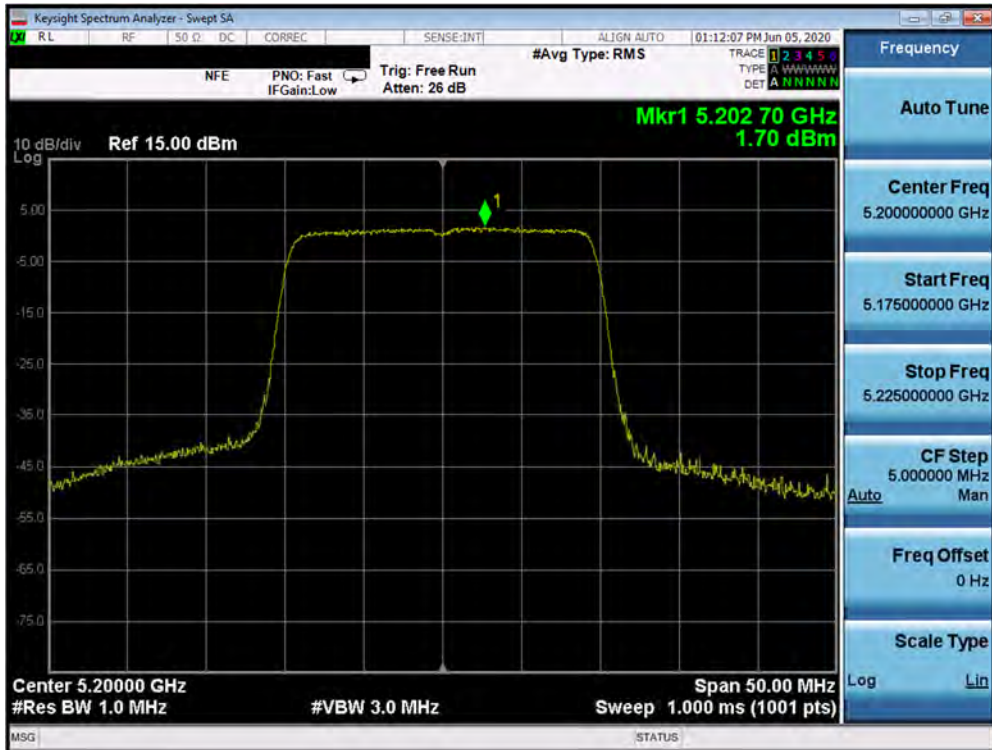 Keysight Spectrum Analyzer - Swept SA
LXI RL RF 50 Ω DC CORREC SENSE:INT ALIGN AUTO 01:12:07 PM Jun 05, 2020
NFE PNO: Fast Trig: Free Run #Avg Type: RMS TRACE 1 2 3 4 5 6
IFGain:Low Atten: 26 dB TYPE A WWWWW
DET A N N N N N
Mkr1 5.202 70 GHz
1.70 dBm
10 dB/div Ref 15.00 dBm
Log
1
5.00
-5.00
-15.0
-25.0
-35.0
-45.0
-55.0
-65.0
-75.0
Center 5.20000 GHz Span 50.00 MHz
#Res BW 1.0 MHz #VBW 3.0 MHz Sweep 1.000 ms (1001 pts)
MSG STATUS
Frequency
Auto Tune
Center Freq
5.200000000 GHz
Start Freq
5.175000000 GHz
Stop Freq
5.225000000 GHz
CF Step
5.000000 MHz
Auto Man
Freq Offset
0 Hz
Scale Type
Log Lin